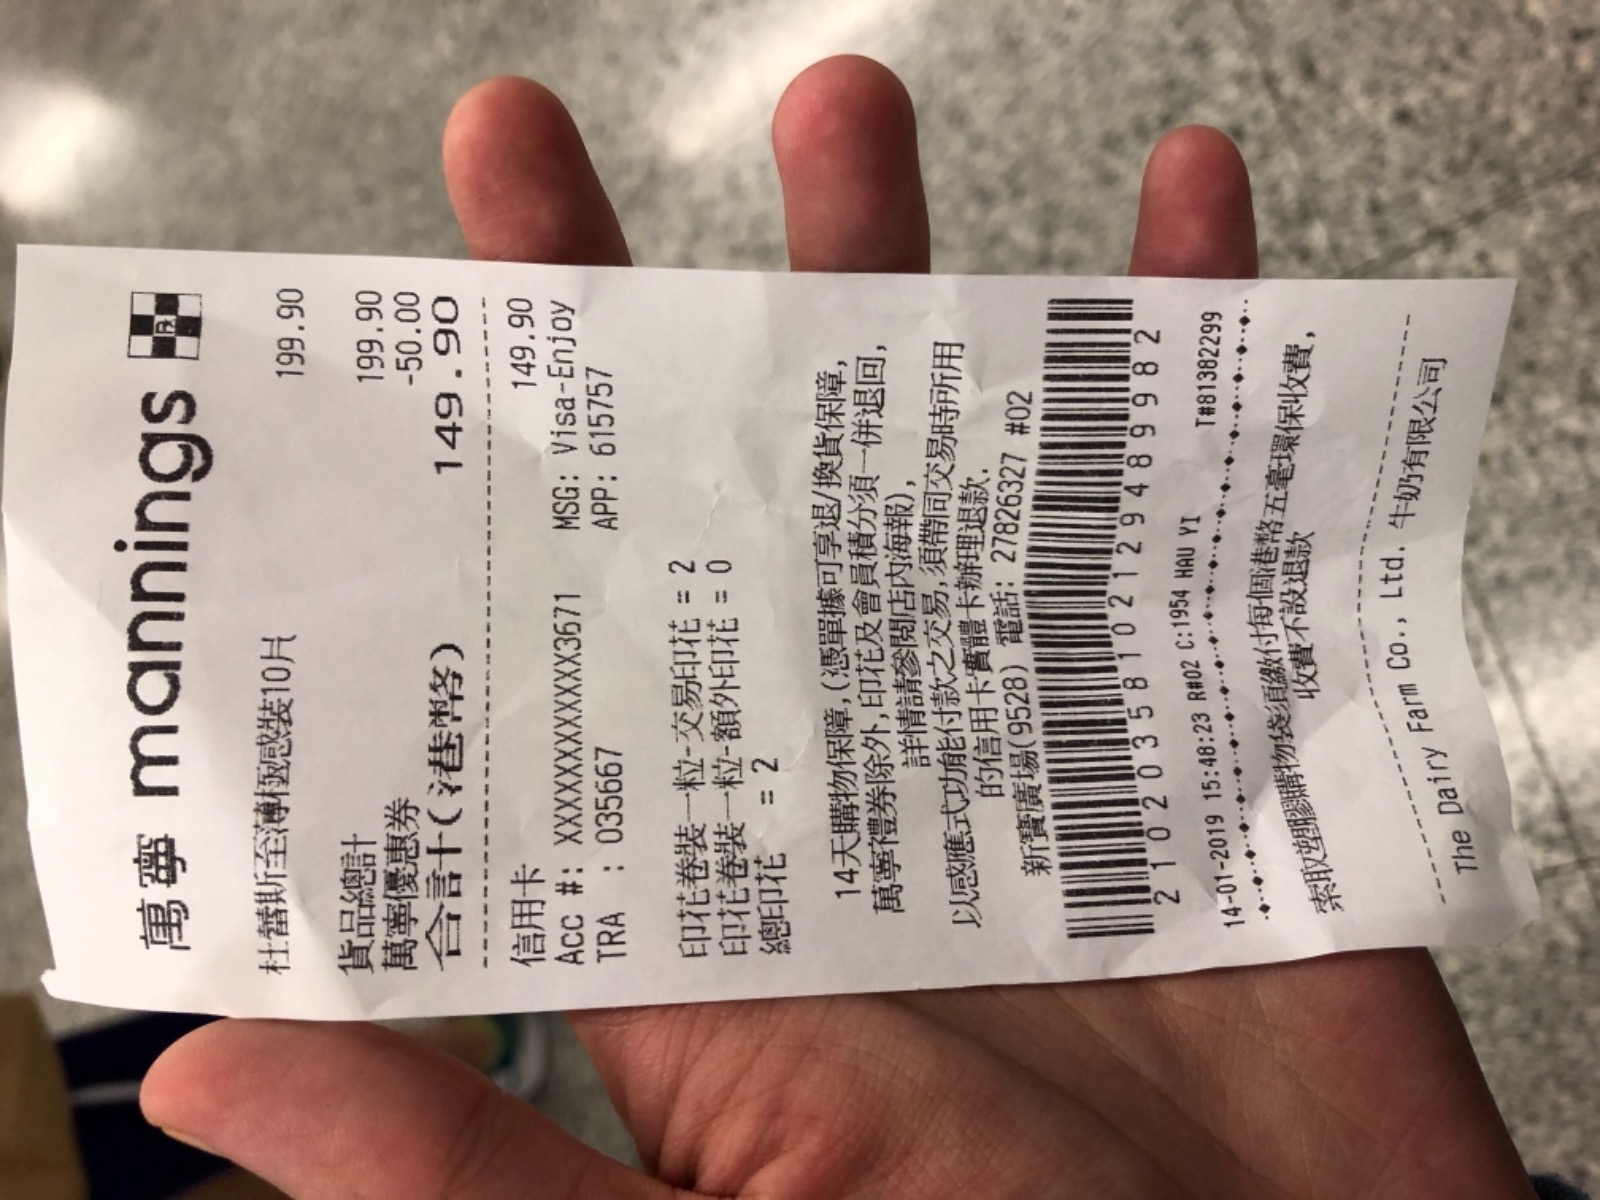 萬寧 mannings
杜蕾斯至薄極感裝10片 199.90
貨品總計 199.90
萬寧優惠券 -50.00
合計(港幣) 149.90
信用卡 149.90
Acc #: XXXXXXXXXXXX3671 MSG: Visa-Enjoy
TRA : 035667 APP: 615757
印花卷裝一粒-交易印花 = 2
印花卷裝一粒-額外印花 = 0
總印花 = 2
14天購物保障,(憑單據可享退/換貨保障,
萬寧禮券除外,印花及會員積分須一併退回,
詳情請參閱店內海報),
以感應式功能付款之交易,須帶同交易時所用
的信用卡實體卡辦理退款.
新寶廣場(9528) 電話: 27826327 #02
21020358102129489982
14-01-2019 15:48:23 R#02 C:1954 HAU YI T#81382299
索取塑膠購物袋須繳付每個港幣五毫環保收費,
收費不設退款
The Dairy Farm Co., Ltd. 牛奶有限公司